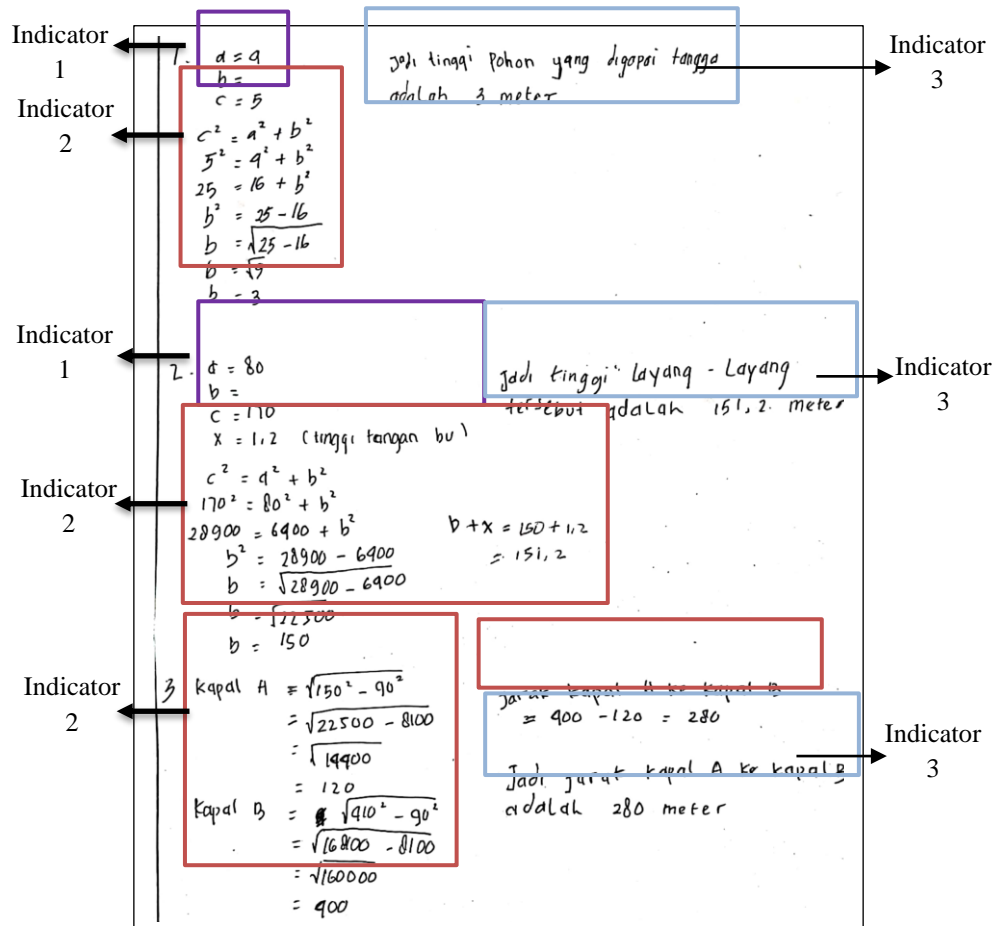 Indicator
1
Indicator
2
1. a = 4
b =
c = 5
c² = a² + b²
5² = 4² + b²
25 = 16 + b²
b² = 25 - 16
b = √25 - 16
b = √9
b = 3
Jadi tinggi pohon yang digapai tangga
adalah 3 meter
Indicator
3
Indicator
1
Indicator
2
2. a = 80
b =
c = 170
x = 1,2 (tinggi tangan bu)
c² = a² + b²
170² = 80² + b²
28900 = 6400 + b²
b² = 28900 - 6400
b = √28900 - 6400
b = √22500
b = 150
b + x = 150 + 1,2
= 151,2
Jadi tinggi Layang - Layang
tersebut adalah 151,2 meter
Indicator
3
Indicator
2
3 Kapal A = √150² - 90²
= √22500 - 8100
= √14400
= 120
Kapal B = √410² - 90²
= √168100 - 8100
= √160000
= 400
Jarak kapal A ke kapal B
= 400 - 120 = 280
Jadi jarak kapal A ke kapal B
adalah 280 meter
Indicator
3